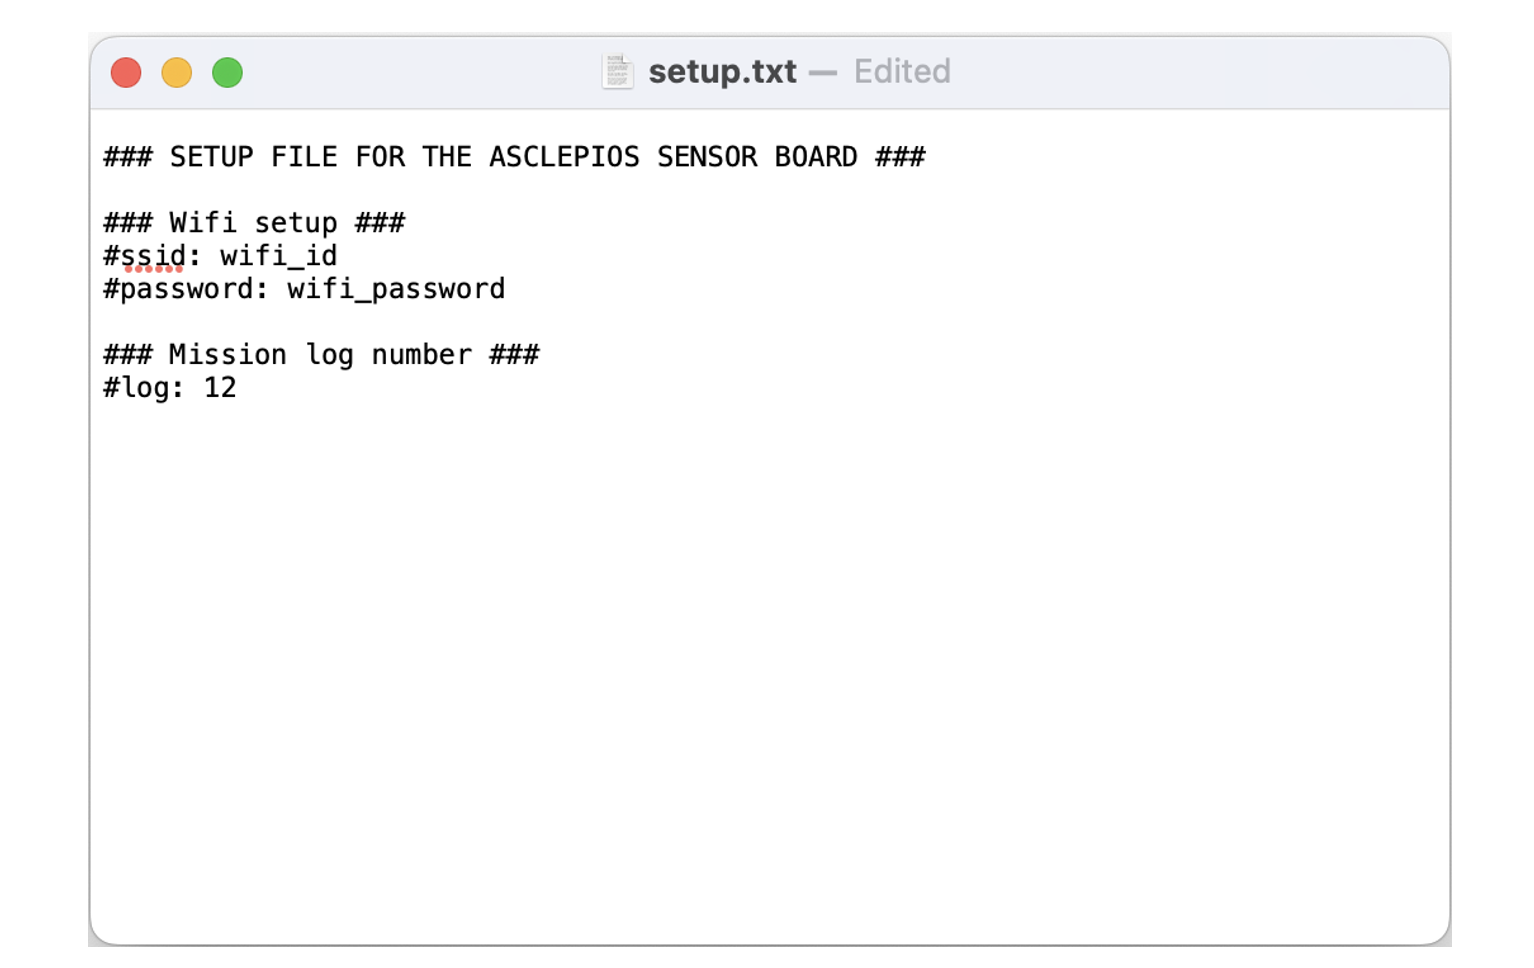 setup.txt — Edited
### SETUP FILE FOR THE ASCLEPIOS SENSOR BOARD ###
### Wifi setup ###
#ssid: wifi_id
#password: wifi_password
### Mission log number ###
#log: 12